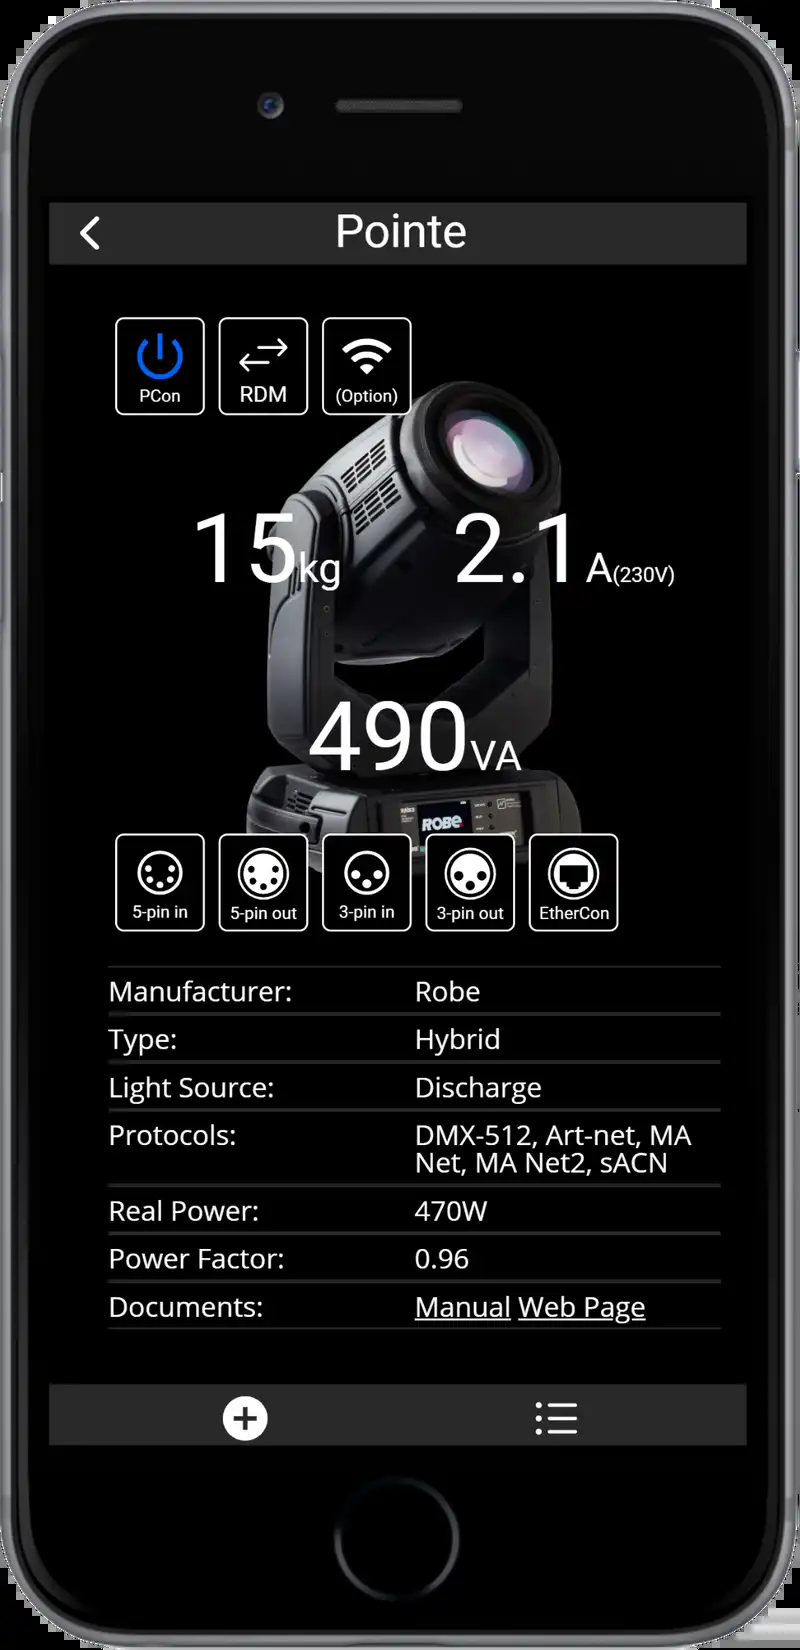 Pointe
PCon RDM (Option)
15kg 2.1A(230V)
490VA
ROBE
5-pin in 5-pin out 3-pin in 3-pin out EtherCon
Manufacturer: Robe
Type: Hybrid
Light Source: Discharge
Protocols: DMX-512, Art-net, MA
Net, MA Net2, sACN
Real Power: 470W
Power Factor: 0.96
Documents: Manual Web Page